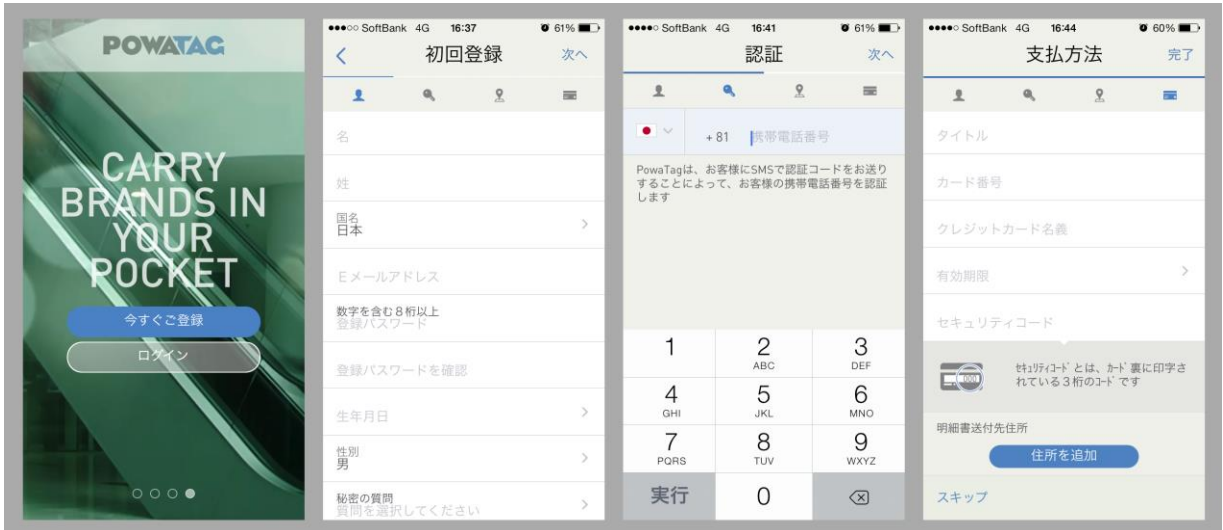 POWATAG
CARRY
BRANDS IN
YOUR
POCKET
今すぐご登録
ログイン
SoftBank 4G 16:37 61%
初回登録 次へ
名
姓
国名
日本
Eメールアドレス
数字を含む8桁以上
登録パスワード
登録パスワードを確認
生年月日
性別
男
秘密の質問
質問を選択してください
SoftBank 4G 16:41 61%
認証 次へ
+81 携帯電話番号
PowaTagは、お客様にSMSで認証コードをお送り
することによって、お客様の携帯電話番号を認証
します
1 2 3
ABC DEF
4 5 6
GHI JKL MNO
7 8 9
PQRS TUV WXYZ
実行 0
SoftBank 4G 16:44 60%
支払方法 完了
タイトル
カード番号
クレジットカード名義
有効期限
セキュリティコード
000
ｾｷｭﾘﾃｨｺｰﾄﾞとは、ｶｰﾄﾞ裏に印字さ
れている3桁のｺｰﾄﾞです
明細書送付先住所
住所を追加
スキップ